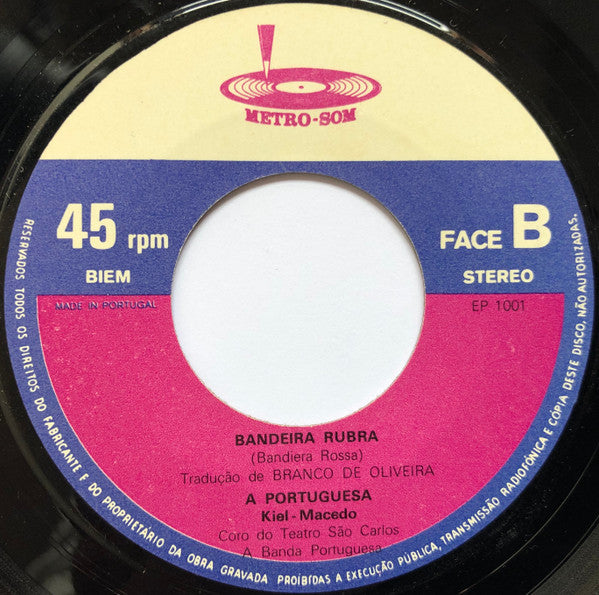 METRO-SOM
45 rpm
FACE B
BIEM
STEREO
MADE IN PORTUGAL
EP 1001
BANDEIRA RUBRA
(Bandiera Rossa)
Tradução de BRANCO DE OLIVEIRA
A PORTUGUESA
Kiel-Macedo
Coro do Teatro São Carlos
A Banda Portuguesa
RESERVADOS TODOS OS DIREITOS DO FABRICANTE E DO PROPRIETÁRIO DA OBRA GRAVADA PROÍBIDAS A EXECUÇÃO PÚBLICA, TRANSMISSÃO RADIOFÓNICA E CÓPIA DESTE DISCO, NÃO AUTORIZADAS.